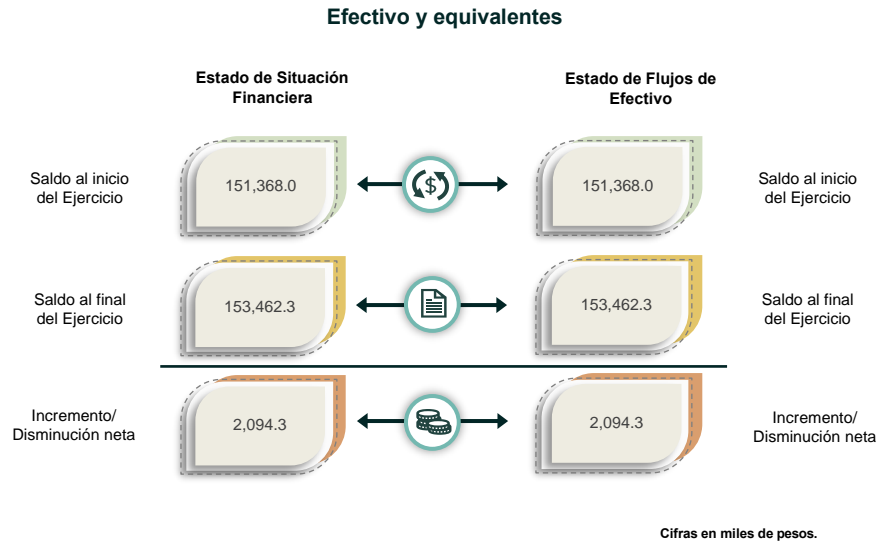 Efectivo y equivalentes
Estado de Situación
Financiera
Estado de Flujos de
Efectivo
Saldo al inicio
del Ejercicio
151,368.0
$
151,368.0
Saldo al inicio
del Ejercicio
Saldo al final
del Ejercicio
153,462.3
153,462.3
Saldo al final
del Ejercicio
Incremento/
Disminución neta
2,094.3
2,094.3
Incremento/
Disminución neta
Cifras en miles de pesos.